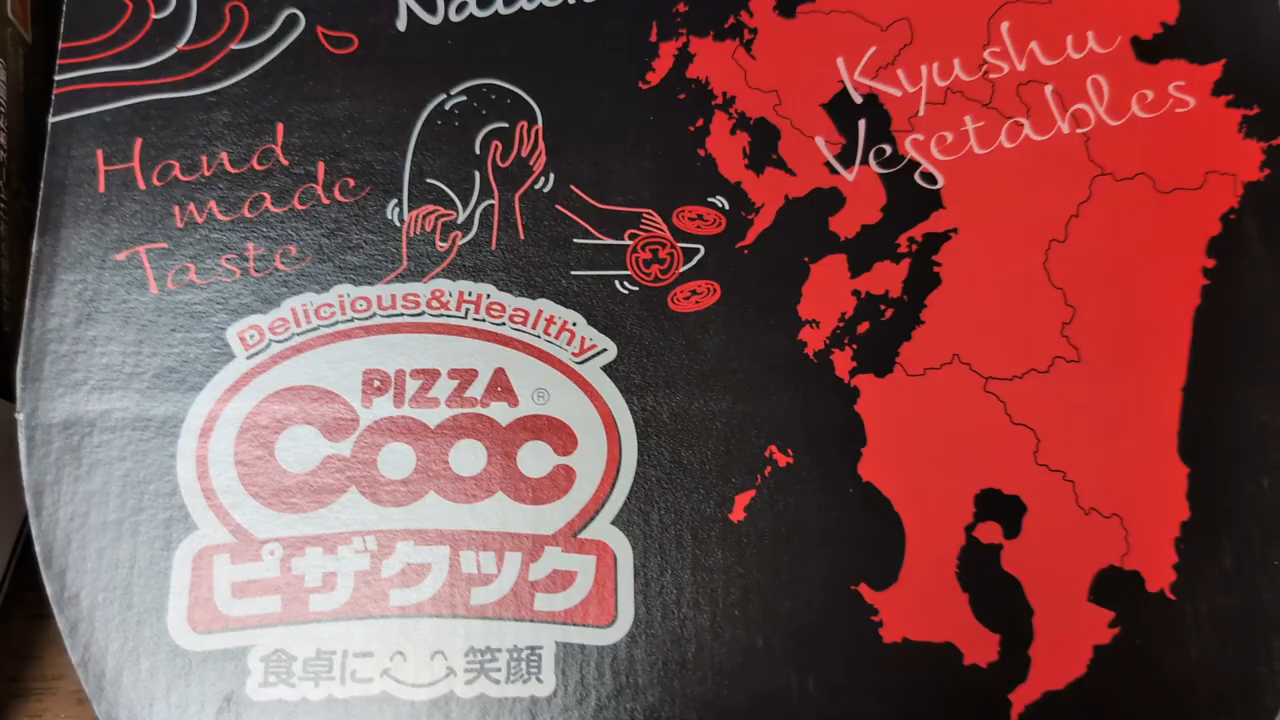 Kyushu
Vegetables
Hand
made
Taste
Delicious&Healthy
PIZZA
COOC
®
ピザクック
食卓に 笑顔